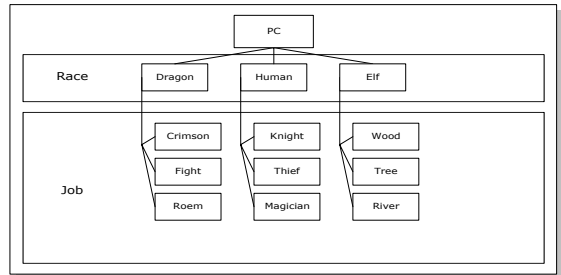 PC
Race
Dragon
Human
Elf
Crimson
Knight
Wood
Fight
Thief
Tree
Job
Roem
Magician
River